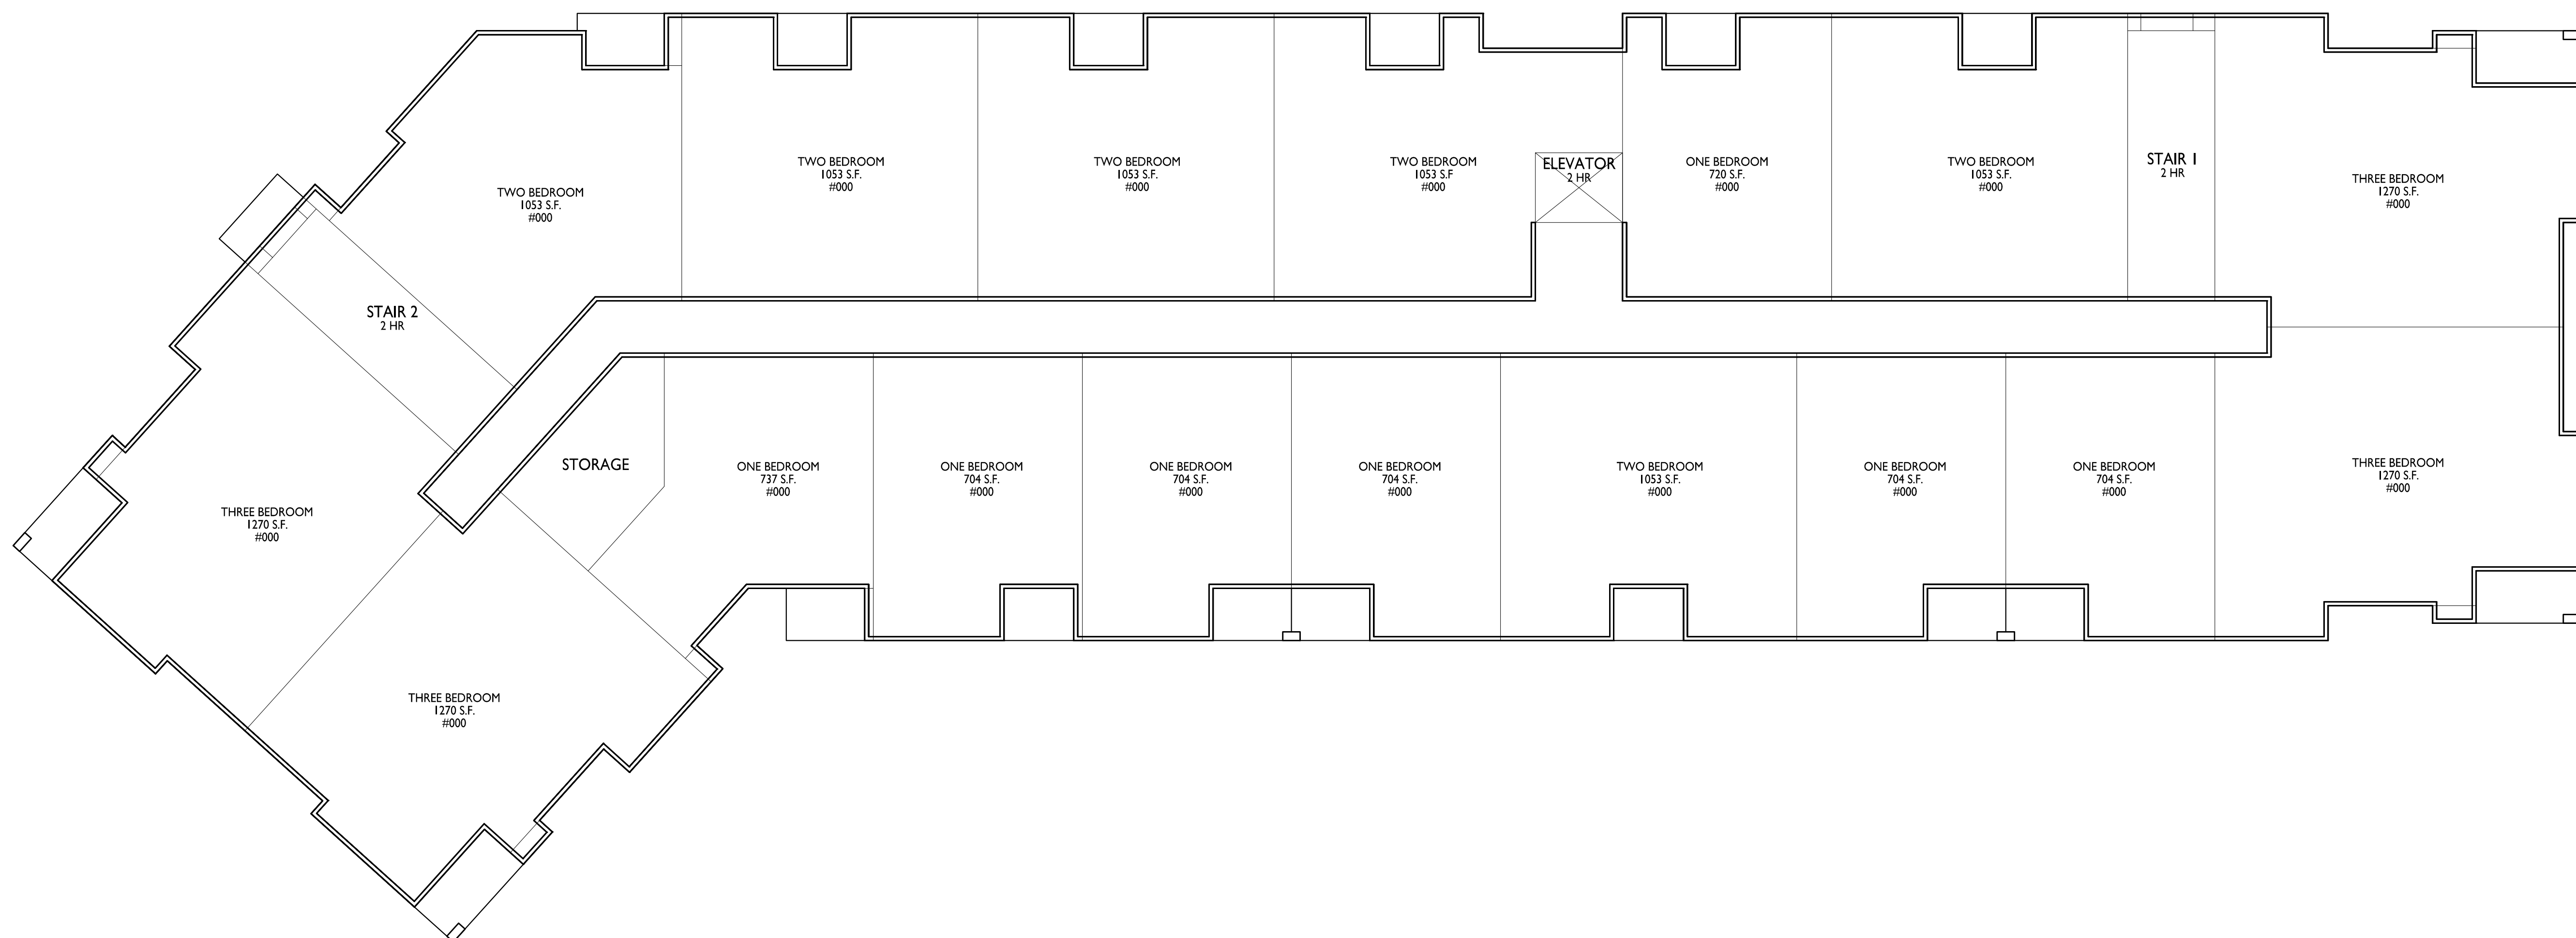 TWO BEDROOM
1053 S.F.
#000
TWO BEDROOM
1053 S.F.
#000
TWO BEDROOM
1053 S.F.
#000
TWO BEDROOM
1053 S.F
#000
ELEVATOR
2 HR
ONE BEDROOM
720 S.F.
#000
TWO BEDROOM
1053 S.F.
#000
STAIR 1
2 HR
THREE BEDROOM
1270 S.F.
#000
STAIR 2
2 HR
STORAGE
ONE BEDROOM
737 S.F.
#000
ONE BEDROOM
704 S.F.
#000
ONE BEDROOM
704 S.F.
#000
ONE BEDROOM
704 S.F.
#000
TWO BEDROOM
1053 S.F.
#000
ONE BEDROOM
704 S.F.
#000
ONE BEDROOM
704 S.F.
#000
THREE BEDROOM
1270 S.F.
#000
THREE BEDROOM
1270 S.F.
#000
THREE BEDROOM
1270 S.F.
#000